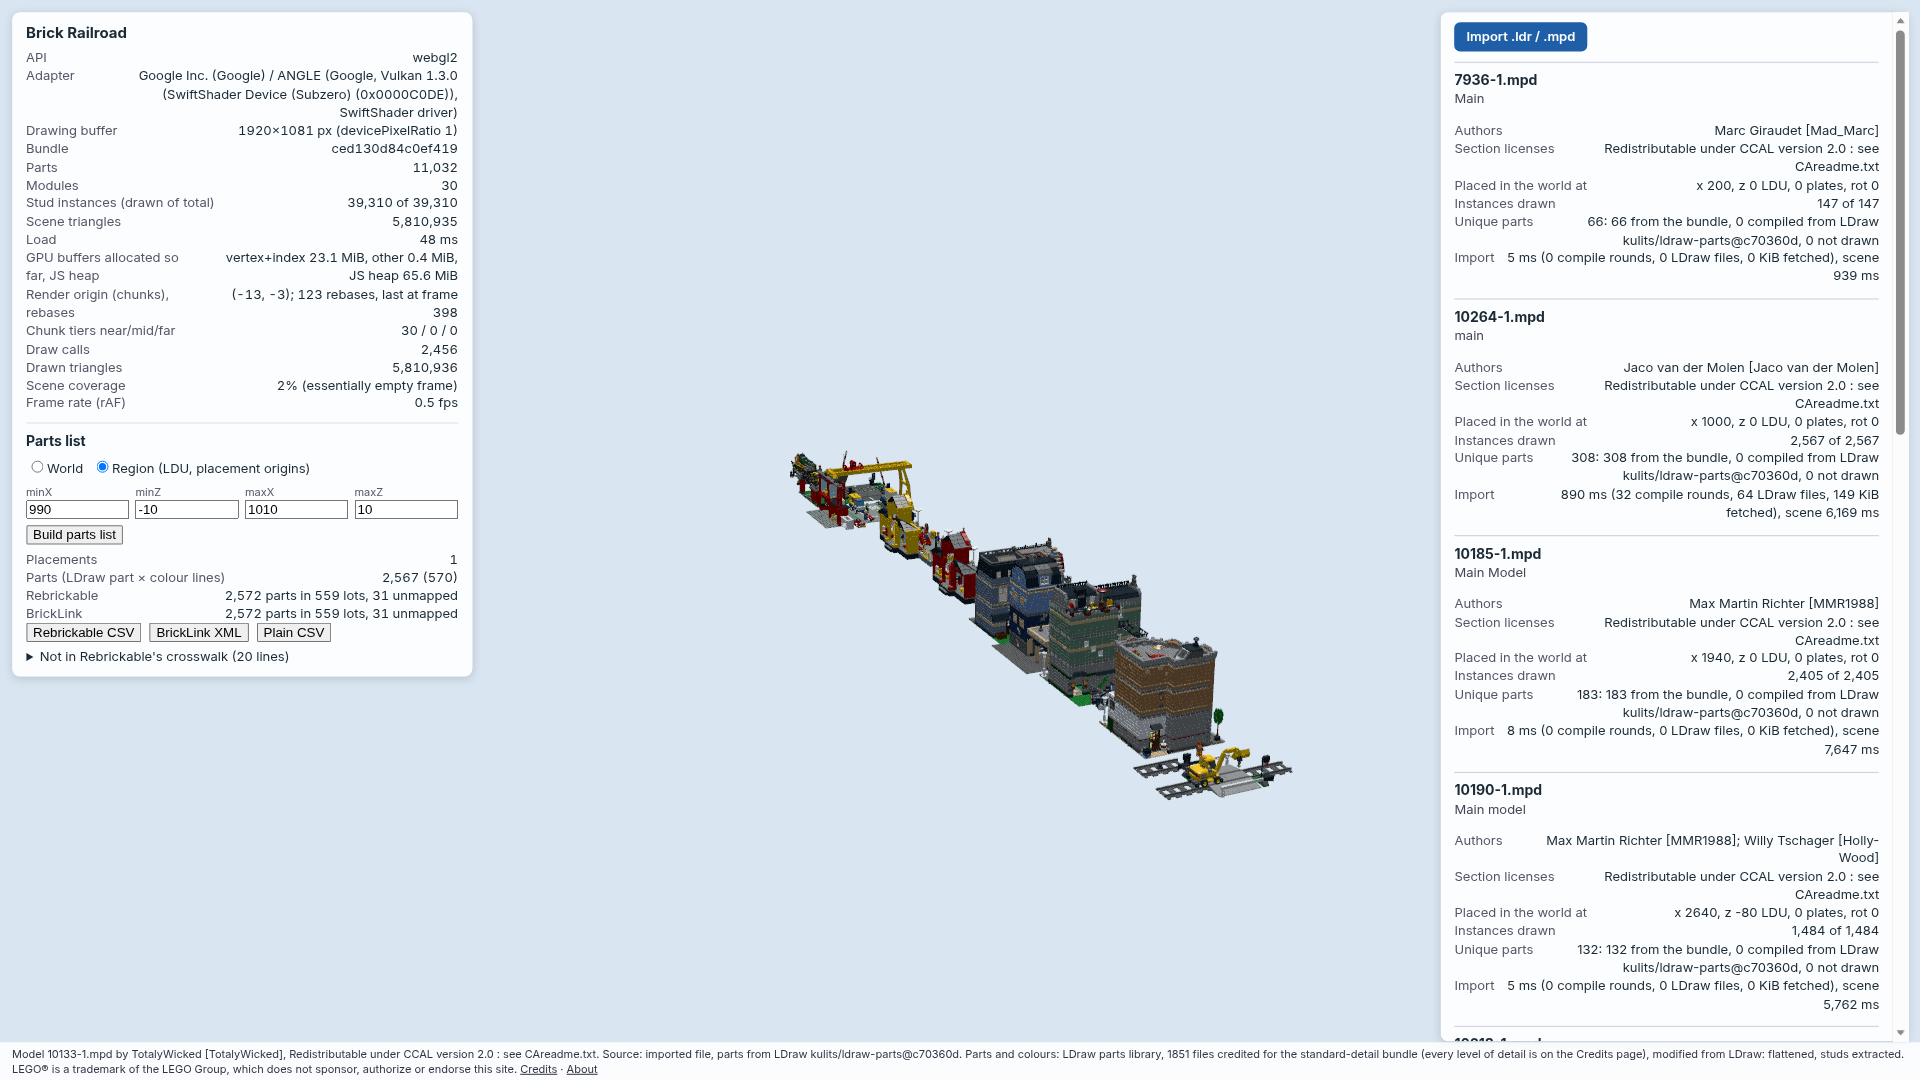 Brick Railroad
API webgl2
Adapter Google Inc. (Google) / ANGLE (Google, Vulkan 1.3.0
(SwiftShader Device (Subzero) (0x0000C0DE)),
SwiftShader driver)
Drawing buffer 1920×1081 px (devicePixelRatio 1)
Bundle ced130d84c0ef419
Parts 11,032
Modules 30
Stud instances (drawn of total) 39,310 of 39,310
Scene triangles 5,810,935
Load 48 ms
GPU buffers allocated so vertex+index 23.1 MiB, other 0.4 MiB,
far, JS heap JS heap 65.6 MiB
Render origin (chunks), (-13, -3); 123 rebases, last at frame
rebases 398
Chunk tiers near/mid/far 30 / 0 / 0
Draw calls 2,456
Drawn triangles 5,810,936
Scene coverage 2% (essentially empty frame)
Frame rate (rAF) 0.5 fps
Parts list
World Region (LDU, placement origins)
minX minZ maxX maxZ
990 -10 1010 10
Build parts list
Placements 1
Parts (LDraw part × colour lines) 2,567 (570)
Rebrickable 2,572 parts in 559 lots, 31 unmapped
BrickLink 2,572 parts in 559 lots, 31 unmapped
Rebrickable CSV BrickLink XML Plain CSV
▶ Not in Rebrickable's crosswalk (20 lines)
Import .ldr / .mpd
7936-1.mpd
Main
Authors Marc Giraudet [Mad_Marc]
Section licenses Redistributable under CCAL version 2.0 : see
CAreadme.txt
Placed in the world at x 200, z 0 LDU, 0 plates, rot 0
Instances drawn 147 of 147
Unique parts 66: 66 from the bundle, 0 compiled from LDraw
kulits/ldraw-parts@c70360d, 0 not drawn
Import 5 ms (0 compile rounds, 0 LDraw files, 0 KiB fetched), scene
939 ms
10264-1.mpd
main
Authors Jaco van der Molen [Jaco van der Molen]
Section licenses Redistributable under CCAL version 2.0 : see
CAreadme.txt
Placed in the world at x 1000, z 0 LDU, 0 plates, rot 0
Instances drawn 2,567 of 2,567
Unique parts 308: 308 from the bundle, 0 compiled from LDraw
kulits/ldraw-parts@c70360d, 0 not drawn
Import 890 ms (32 compile rounds, 64 LDraw files, 149 KiB
fetched), scene 6,169 ms
10185-1.mpd
Main Model
Authors Max Martin Richter [MMR1988]
Section licenses Redistributable under CCAL version 2.0 : see
CAreadme.txt
Placed in the world at x 1940, z 0 LDU, 0 plates, rot 0
Instances drawn 2,405 of 2,405
Unique parts 183: 183 from the bundle, 0 compiled from LDraw
kulits/ldraw-parts@c70360d, 0 not drawn
Import 8 ms (0 compile rounds, 0 LDraw files, 0 KiB fetched), scene
7,647 ms
10190-1.mpd
Main model
Authors Max Martin Richter [MMR1988]; Willy Tschager [Holly-
Wood]
Section licenses Redistributable under CCAL version 2.0 : see
CAreadme.txt
Placed in the world at x 2640, z -80 LDU, 0 plates, rot 0
Instances drawn 1,484 of 1,484
Unique parts 132: 132 from the bundle, 0 compiled from LDraw
kulits/ldraw-parts@c70360d, 0 not drawn
Import 5 ms (0 compile rounds, 0 LDraw files, 0 KiB fetched), scene
5,762 ms
Model 10133-1.mpd by TotalyWicked [TotalyWicked], Redistributable under CCAL version 2.0 : see CAreadme.txt. Source: imported file, parts from LDraw kulits/ldraw-parts@c70360d. Parts and colours: LDraw parts library, 1851 files credited for the standard-detail bundle (every level of detail is on the Credits page), modified from LDraw: flattened, studs extracted.
LEGO® is a trademark of the LEGO Group, which does not sponsor, authorize or endorse this site. Credits · About